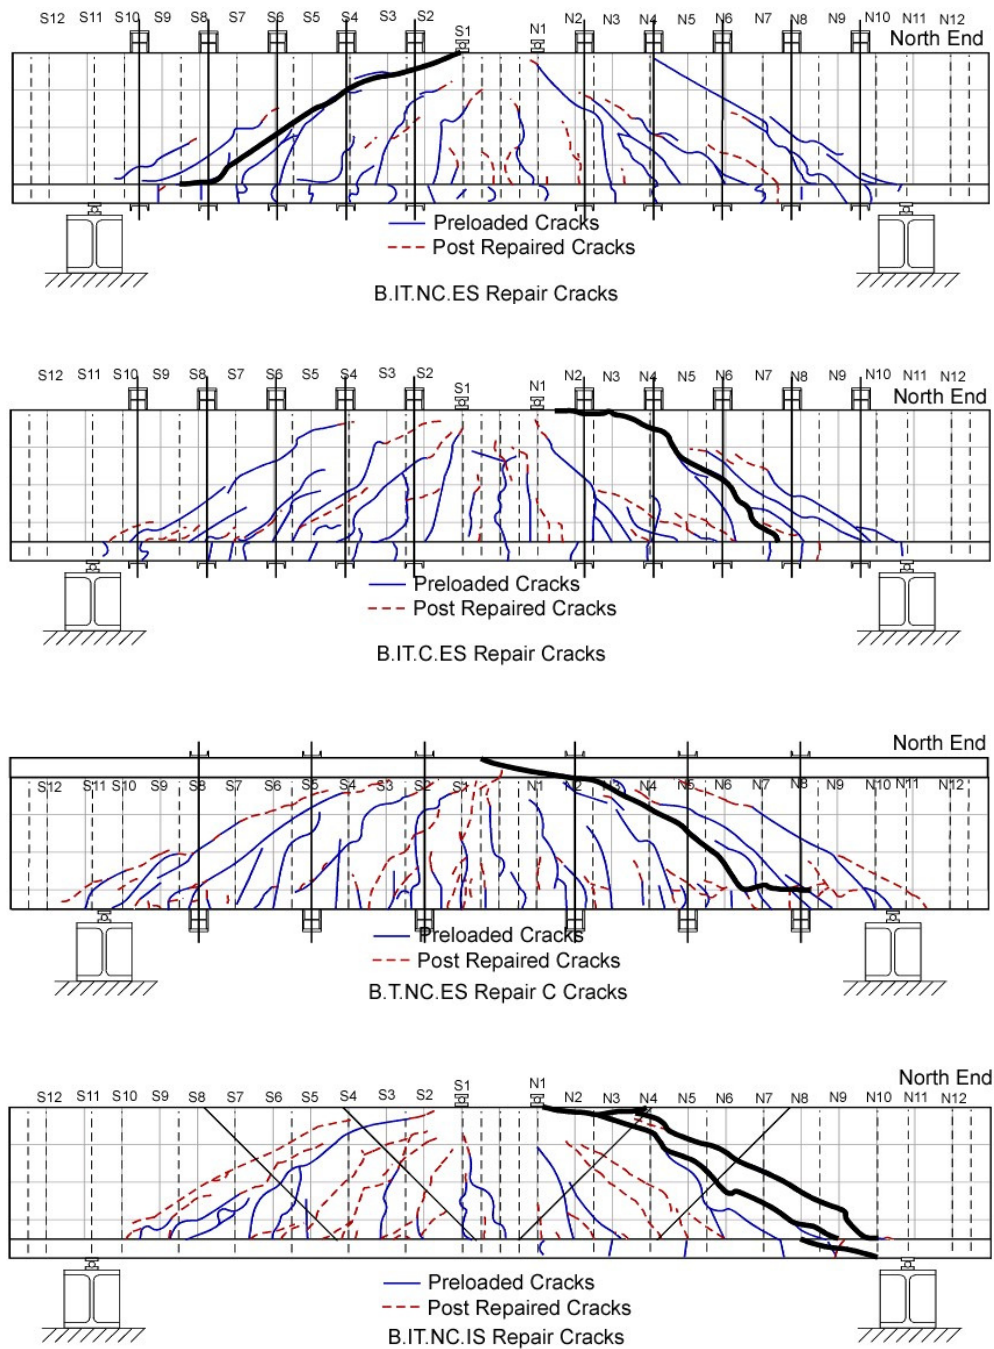 S12 S11 S10 S9 S8 S7 S6 S5 S4 S3 S2 S1 N1 N2 N3 N4 N5 N6 N7 N8 N9 N10 N11 N12
North End
Preloaded Cracks
Post Repaired Cracks
B.IT.NC.ES Repair Cracks
S12 S11 S10 S9 S8 S7 S6 S5 S4 S3 S2 S1 N1 N2 N3 N4 N5 N6 N7 N8 N9 N10 N11 N12
North End
Preloaded Cracks
Post Repaired Cracks
B.IT.C.ES Repair Cracks
North End
S12 S11 S10 S9 S8 S7 S6 S5 S4 S3 S2 S1 N1 N2 N3 N4 N5 N6 N7 N8 N9 N10 N11 N12
Preloaded Cracks
Post Repaired Cracks
B.T.NC.ES Repair C Cracks
North End
S12 S11 S10 S9 S8 S7 S6 S5 S4 S3 S2 S1 N1 N2 N3 N4 N5 N6 N7 N8 N9 N10 N11 N12
Preloaded Cracks
Post Repaired Cracks
B.IT.NC.IS Repair Cracks